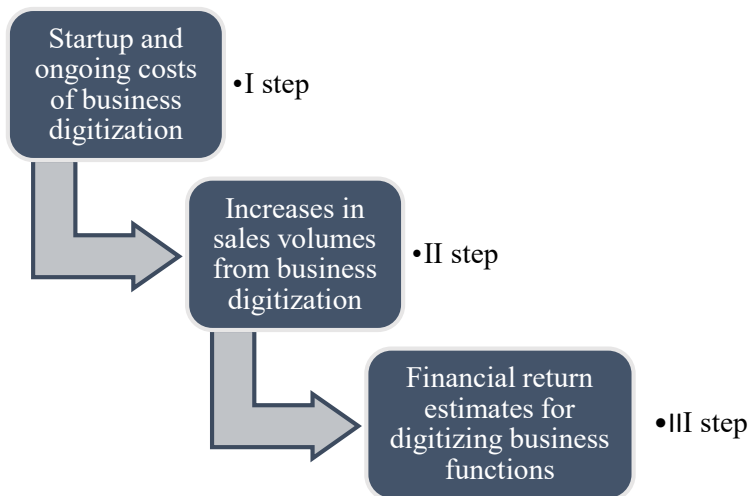 Startup and
ongoing costs
of business
digitization
•I step
Increases in
sales volumes
from business
digitization
•II step
Financial return
estimates for
digitizing business
functions
•III step